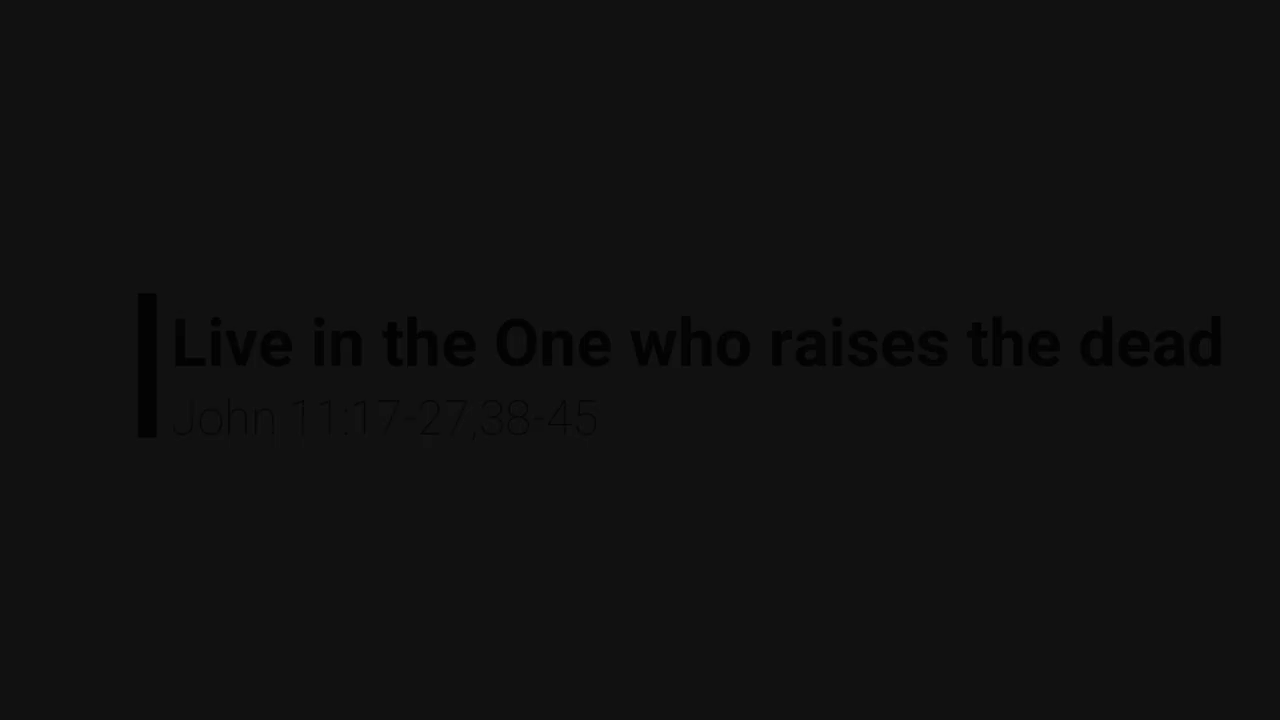 Live in the One who raises the dead
John 11:17-27,38-45